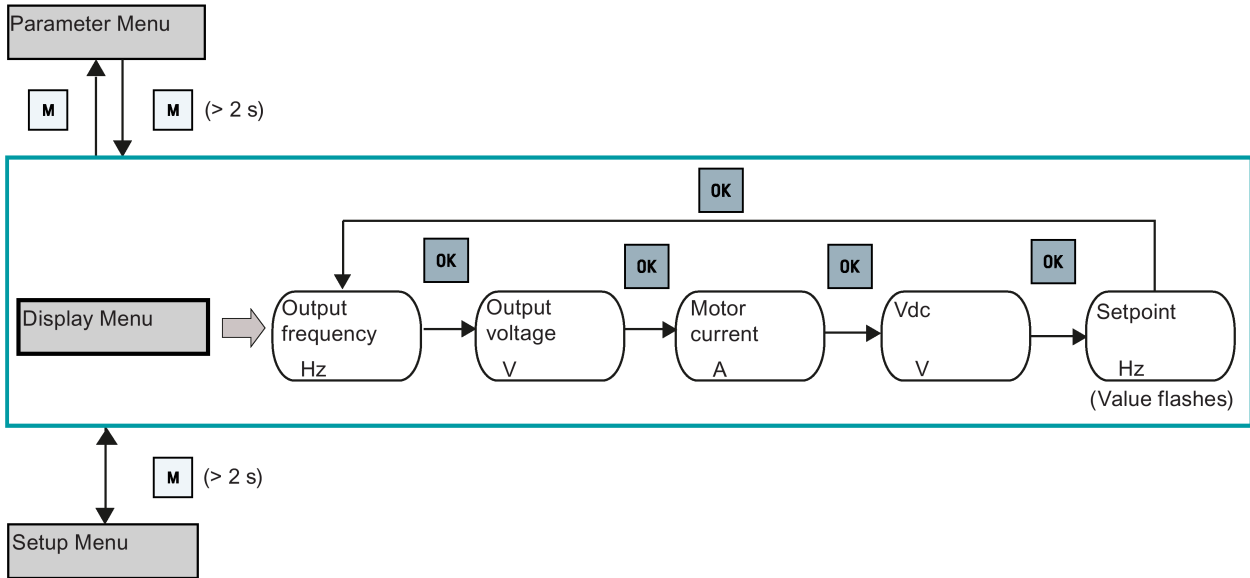 Parameter Menu
M
M (> 2 s)
OK
OK
OK
OK
OK
Display Menu
Output
frequency
Hz
Output
voltage
V
Motor
current
A
Vdc
V
Setpoint
Hz
(Value flashes)
M (> 2 s)
Setup Menu